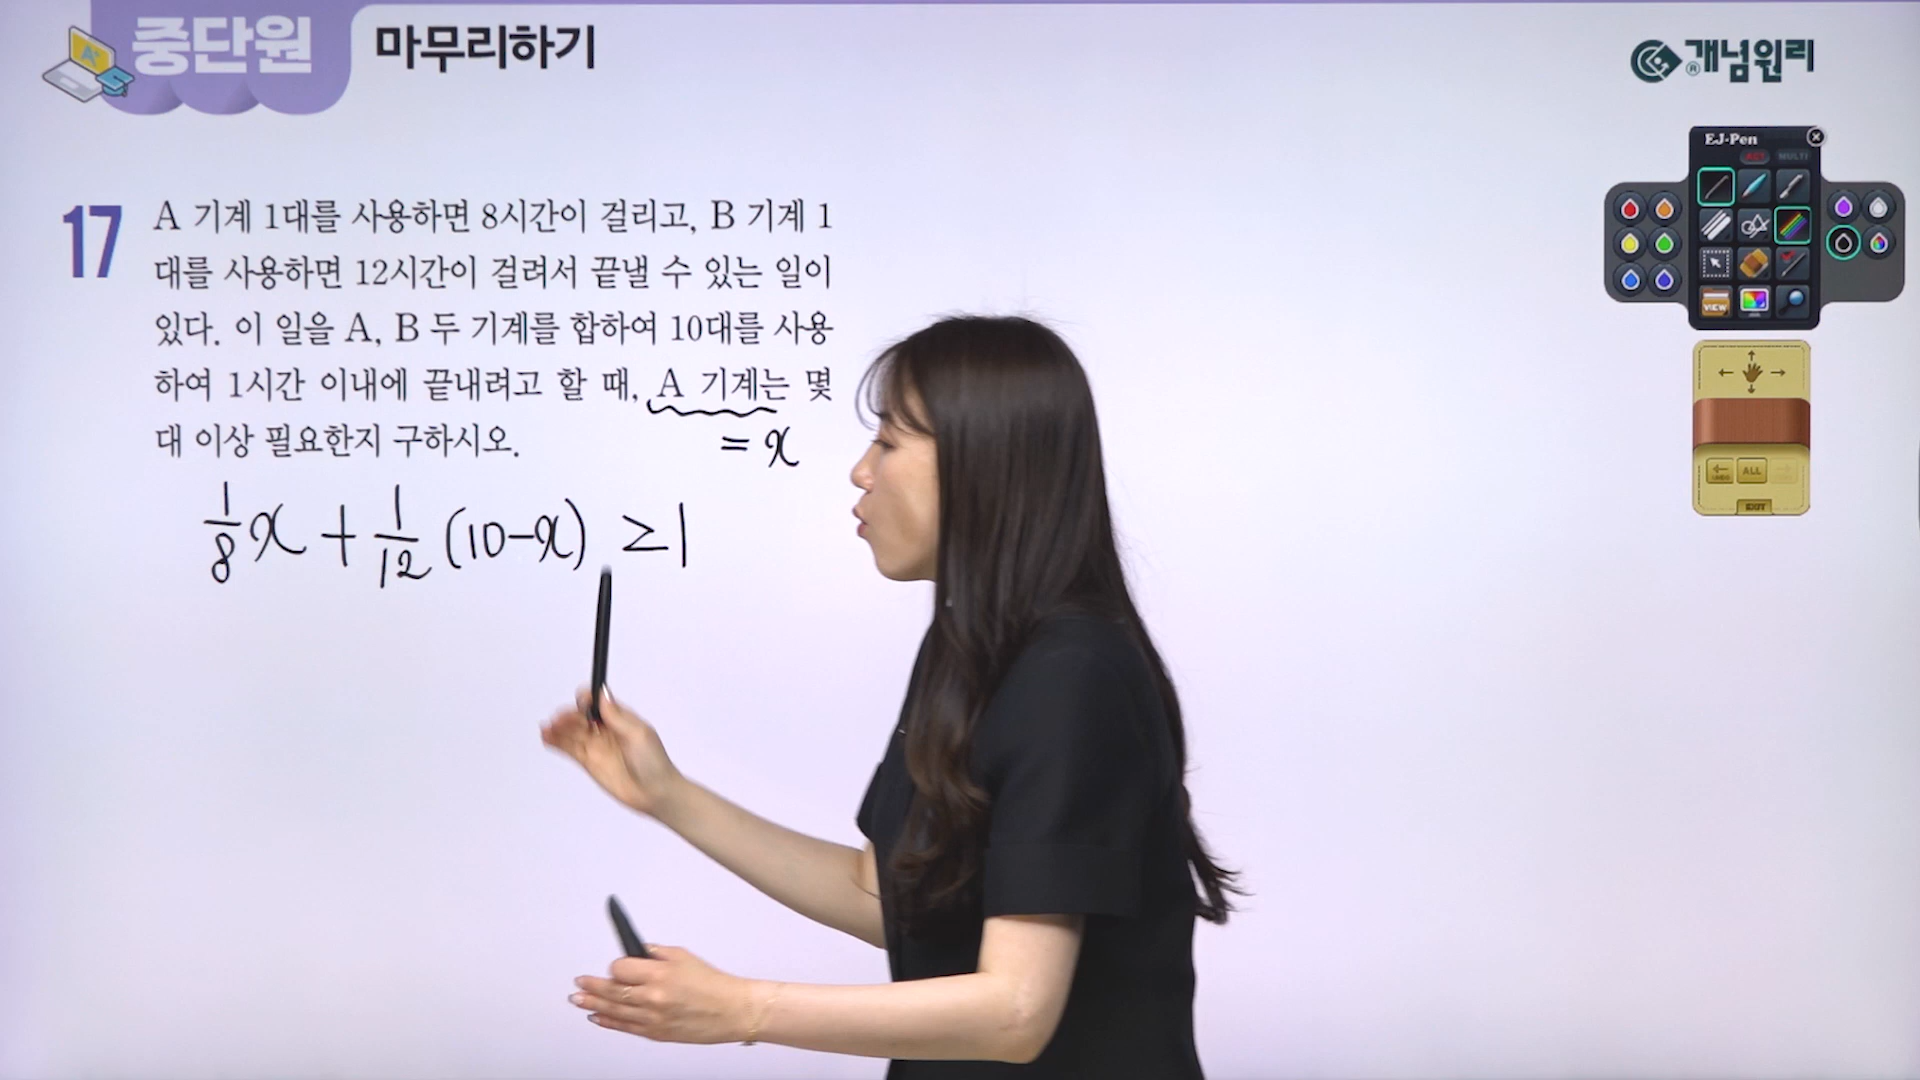 중단원 마무리하기
개념원리
EJ-Pen
MULTI
17 A 기계 1대를 사용하면 8시간이 걸리고, B 기계 1
대를 사용하면 12시간이 걸려서 끝낼 수 있는 일이
있다. 이 일을 A, B 두 기계를 합하여 10대를 사용
하여 1시간 이내에 끝내려고 할 때, A 기계는 몇
대 이상 필요한지 구하시오.
= x
1/8 x + 1/12 (10-x) ≥ 1
VIEW
UNDO ALL
EXIT